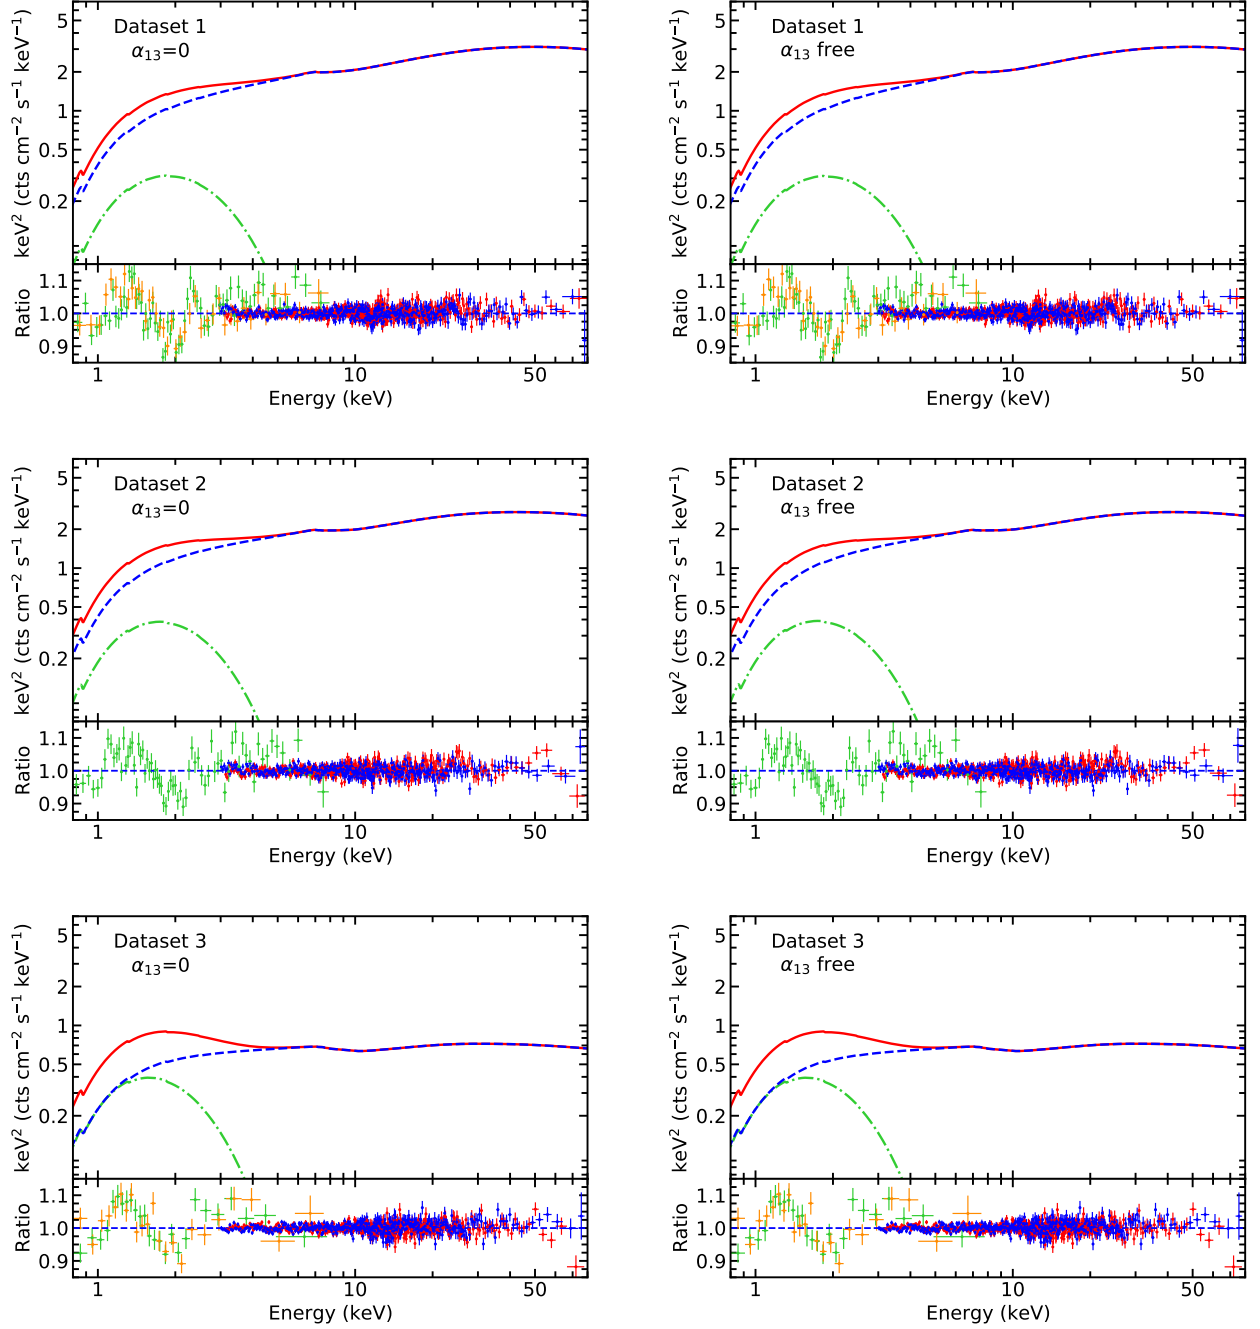 Dataset 1
α₁₃=0
5
2
1
0.5
0.2
keV² (cts cm⁻² s⁻¹ keV⁻¹)
1.1
1.0
0.9
Ratio
1 10 50
Energy (keV)
Dataset 1
α₁₃ free
5
2
1
0.5
0.2
keV² (cts cm⁻² s⁻¹ keV⁻¹)
1.1
1.0
0.9
Ratio
1 10 50
Energy (keV)
Dataset 2
α₁₃=0
5
2
1
0.5
0.2
keV² (cts cm⁻² s⁻¹ keV⁻¹)
1.1
1.0
0.9
Ratio
1 10 50
Energy (keV)
Dataset 2
α₁₃ free
5
2
1
0.5
0.2
keV² (cts cm⁻² s⁻¹ keV⁻¹)
1.1
1.0
0.9
Ratio
1 10 50
Energy (keV)
Dataset 3
α₁₃=0
5
2
1
0.5
0.2
keV² (cts cm⁻² s⁻¹ keV⁻¹)
1.1
1.0
0.9
Ratio
1 10 50
Energy (keV)
Dataset 3
α₁₃ free
5
2
1
0.5
0.2
keV² (cts cm⁻² s⁻¹ keV⁻¹)
1.1
1.0
0.9
Ratio
1 10 50
Energy (keV)